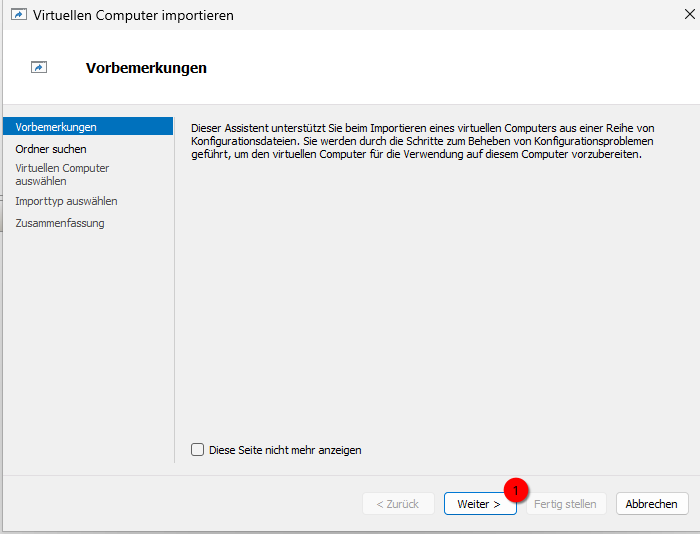 Virtuellen Computer importieren
Vorbemerkungen
Vorbemerkungen
Ordner suchen
Virtuellen Computer
auswählen
Importtyp auswählen
Zusammenfassung
Dieser Assistent unterstützt Sie beim Importieren eines virtuellen Computers aus einer Reihe von
Konfigurationsdateien. Sie werden durch die Schritte zum Beheben von Konfigurationsproblemen
geführt, um den virtuellen Computer für die Verwendung auf diesem Computer vorzubereiten.
Diese Seite nicht mehr anzeigen
1
< Zurück
Weiter >
Fertig stellen
Abbrechen